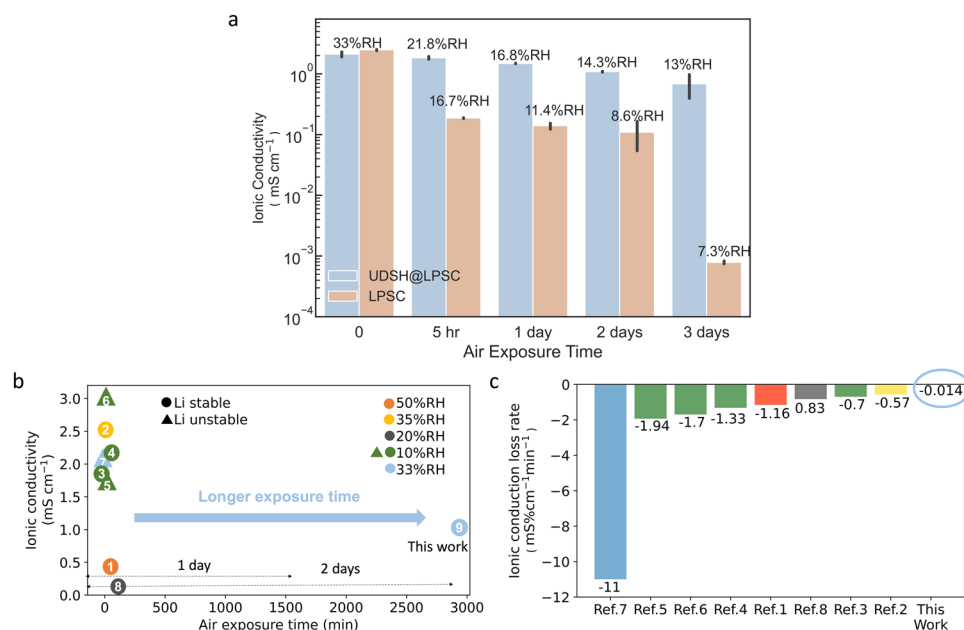 a
33%RH
21.8%RH
16.8%RH
14.3%RH
13%RH
16.7%RH
11.4%RH
8.6%RH
7.3%RH
Ionic Conductivity
( mS cm⁻¹)
10⁰
10⁻¹
10⁻²
10⁻³
10⁻⁴
UDSH@LPSC
LPSC
0 5 hr 1 day 2 days 3 days
Air Exposure Time
b
Ionic conductivity
(mS cm⁻¹)
3.0
2.5
2.0
1.5
1.0
0.5
0.0
Li stable
Li unstable
50%RH
35%RH
20%RH
10%RH
33%RH
6
2
4
7
3
5
1
8
9
Longer exposure time
This work
1 day
2 days
0 500 1000 1500 2000 2500 3000
Air exposure time (min)
c
Ionic conduction loss rate
( mS%cm⁻¹min⁻¹)
0
−2
−4
−6
−8
−10
−12
-11
-1.94
-1.7
-1.33
-1.16
0.83
-0.7
-0.57
-0.014
Ref.7 Ref.5 Ref.6 Ref.4 Ref.1 Ref.8 Ref.3 Ref.2 This
Work